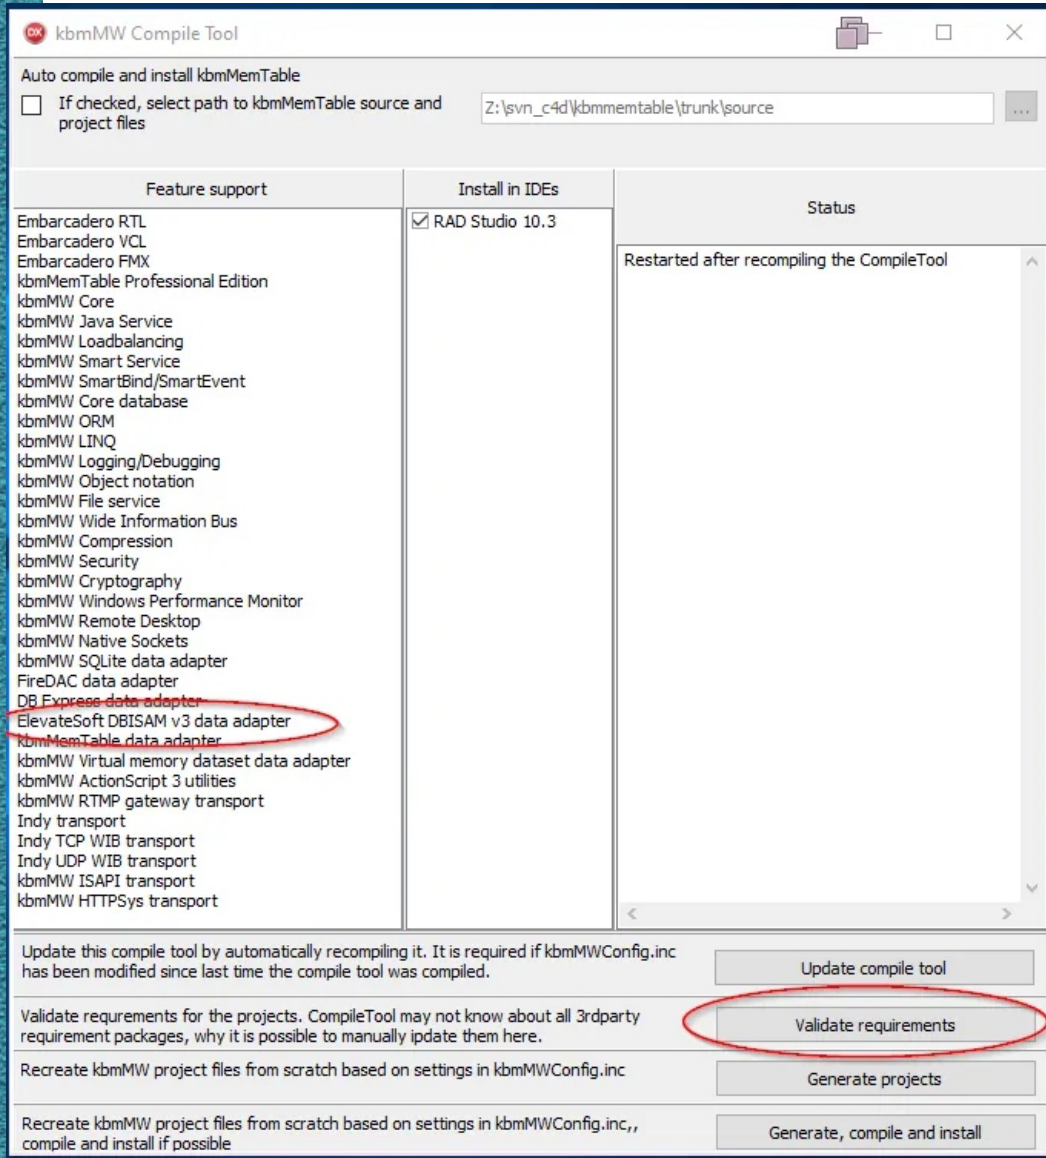 kbmMW Compile Tool
Auto compile and install kbmMemTable
If checked, select path to kbmMemTable source and
project files
Z:\svn_c4d\kbmmemtable\trunk\source
...
Feature support
Install in IDEs
Status
Embarcadero RTL
Embarcadero VCL
Embarcadero FMX
kbmMemTable Professional Edition
kbmMW Core
kbmMW Java Service
kbmMW Loadbalancing
kbmMW Smart Service
kbmMW SmartBind/SmartEvent
kbmMW Core database
kbmMW ORM
kbmMW LINQ
kbmMW Logging/Debugging
kbmMW Object notation
kbmMW File service
kbmMW Wide Information Bus
kbmMW Compression
kbmMW Security
kbmMW Cryptography
kbmMW Windows Performance Monitor
kbmMW Remote Desktop
kbmMW Native Sockets
kbmMW SQLite data adapter
FireDAC data adapter
DB Express data adapter
ElevateSoft DBISAM v3 data adapter
kbmMemTable data adapter
kbmMW Virtual memory dataset data adapter
kbmMW ActionScript 3 utilities
kbmMW RTMP gateway transport
Indy transport
Indy TCP WIB transport
Indy UDP WIB transport
kbmMW ISAPI transport
kbmMW HTTPSys transport
RAD Studio 10.3
Restarted after recompiling the CompileTool
Update this compile tool by automatically recompiling it. It is required if kbmMWConfig.inc
has been modified since last time the compile tool was compiled.
Update compile tool
Validate requrements for the projects. CompileTool may not know about all 3rdparty
requirement packages, why it is possible to manually ipdate them here.
Validate requirements
Recreate kbmMW project files from scratch based on settings in kbmMWConfig.inc
Generate projects
Recreate kbmMW project files from scratch based on settings in kbmMWConfig.inc,,
compile and install if possible
Generate, compile and install